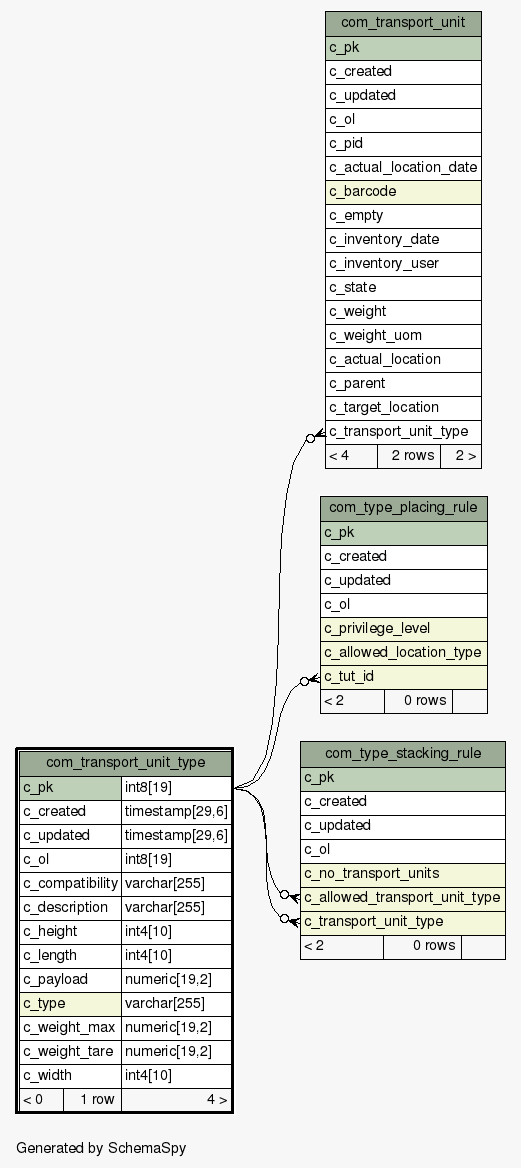 com_transport_unit
c_pk
c_created
c_updated
c_ol
c_pid
c_actual_location_date
c_barcode
c_empty
c_inventory_date
c_inventory_user
c_state
c_weight
c_weight_uom
c_actual_location
c_parent
c_target_location
c_transport_unit_type
< 4 2 rows 2 >
com_type_placing_rule
c_pk
c_created
c_updated
c_ol
c_privilege_level
c_allowed_location_type
c_tut_id
< 2 0 rows
com_transport_unit_type
c_pk int8[19]
c_created timestamp[29,6]
c_updated timestamp[29,6]
c_ol int8[19]
c_compatibility varchar[255]
c_description varchar[255]
c_height int4[10]
c_length int4[10]
c_payload numeric[19,2]
c_type varchar[255]
c_weight_max numeric[19,2]
c_weight_tare numeric[19,2]
c_width int4[10]
< 0 1 row 4 >
com_type_stacking_rule
c_pk
c_created
c_updated
c_ol
c_no_transport_units
c_allowed_transport_unit_type
c_transport_unit_type
< 2 0 rows
Generated by SchemaSpy